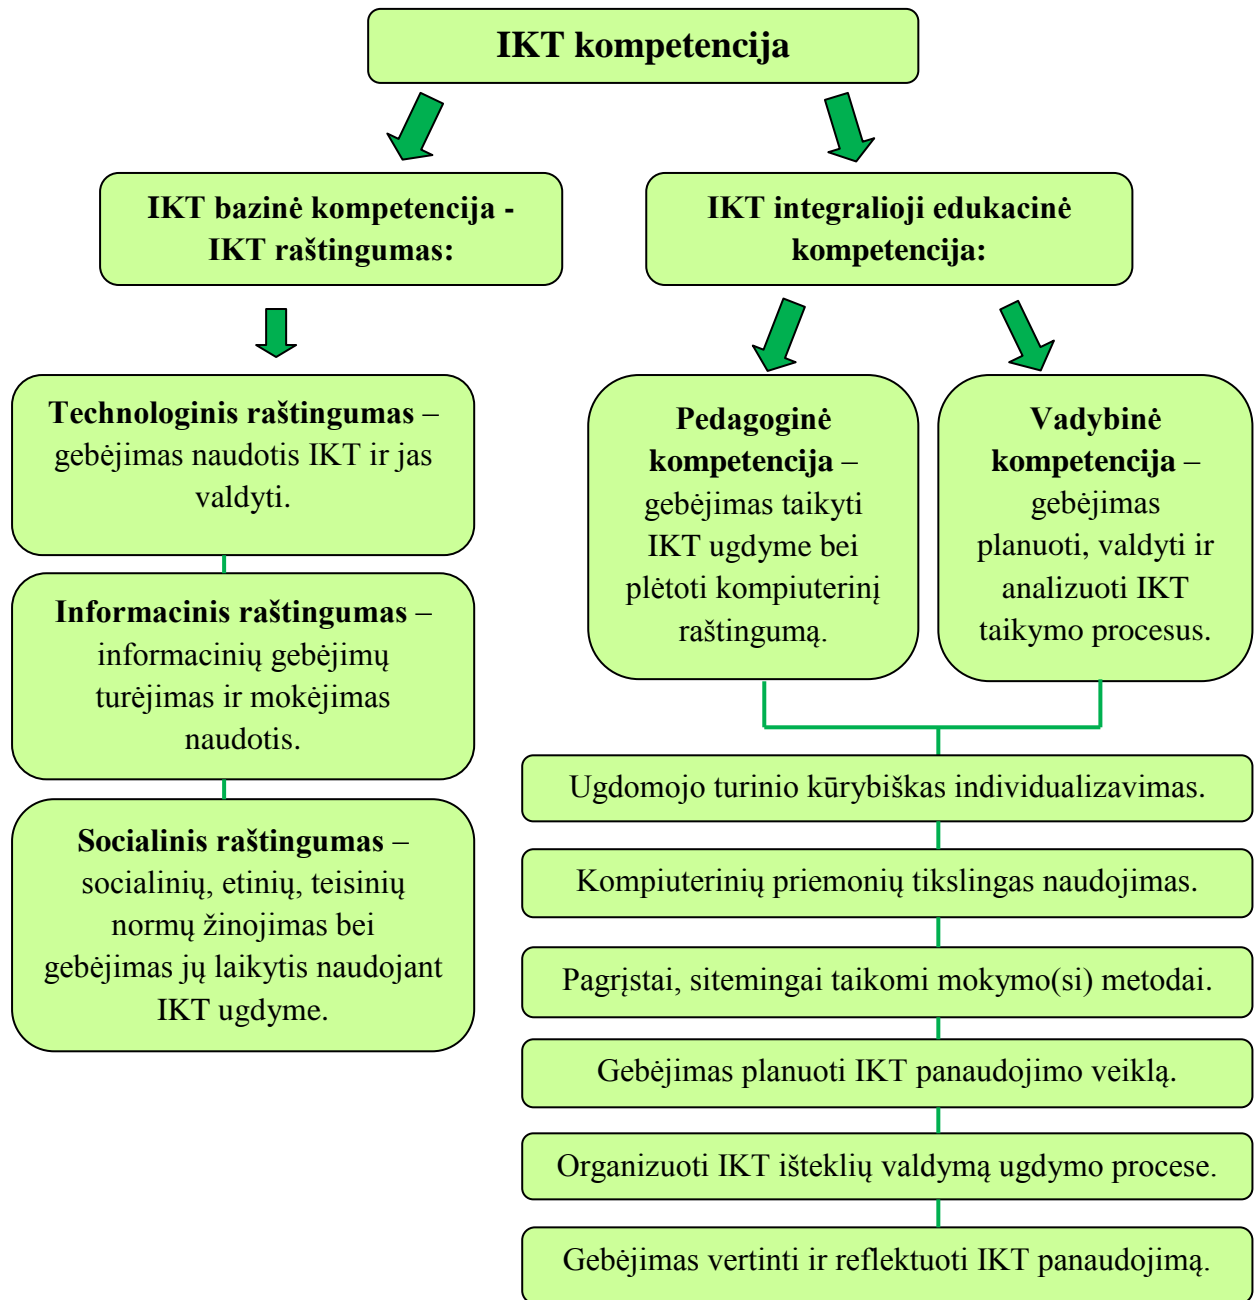 IKT kompetencija
IKT bazinė kompetencija -
IKT raštingumas:
IKT integralioji edukacinė
kompetencija:
Technologinis raštingumas –
gebėjimas naudotis IKT ir jas
valdyti.
Informacinis raštingumas –
informacinių gebėjimų
turėjimas ir mokėjimas
naudotis.
Socialinis raštingumas –
socialinių, etinių, teisinių
normų žinojimas bei
gebėjimas jų laikytis naudojant
IKT ugdyme.
Pedagoginė
kompetencija –
gebėjimas taikyti
IKT ugdyme bei
plėtoti kompiuterinį
raštingumą.
Vadybinė
kompetencija –
gebėjimas
planuoti, valdyti ir
analizuoti IKT
taikymo procesus.
Ugdomojo turinio kūrybiškas individualizavimas.
Kompiuterinių priemonių tikslingas naudojimas.
Pagrįstai, sitemingai taikomi mokymo(si) metodai.
Gebėjimas planuoti IKT panaudojimo veiklą.
Organizuoti IKT išteklių valdymą ugdymo procese.
Gebėjimas vertinti ir reflektuoti IKT panaudojimą.